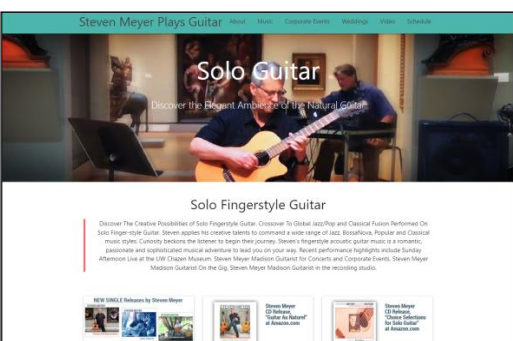 Steven Meyer Plays Guitar About Music Corporate Events Weddings Video Schedule
Solo Guitar
Discover the Elegant Ambience of the Natural Guitar
Solo Fingerstyle Guitar
Discover The Creative Possibilities of Solo Fingerstyle Guitar. Crossover To Global Jazz/Pop and Classical Fusion Performed On
Solo Finger-style Guitar. Steven applies his creative talents to command a wide range of Jazz, BossaNova, Popular and Classical
music styles. Curiosity beckons the listener to begin their journey. Steven's fingerstyle acoustic guitar music is a romantic,
passionate and sophisticated musical adventure to lead you on your way. Recent performance highlights include Sunday
Afternoon Live at the UW Chazen Museum. Steven Meyer Madison Guitarist for Concerts and Corporate Events. Steven Meyer
Madison Guitarist On the Gig. Steven Meyer Madison Guitarist in the recording studio.
NEW SINGLE Releases by Steven Meyer
Steven Meyer
CD Release,
"Guitar Au Naturel"
at Amazon.com
Steven Meyer
CD Release,
"Choice Selections
for Solo Guitar"
at Amazon.com